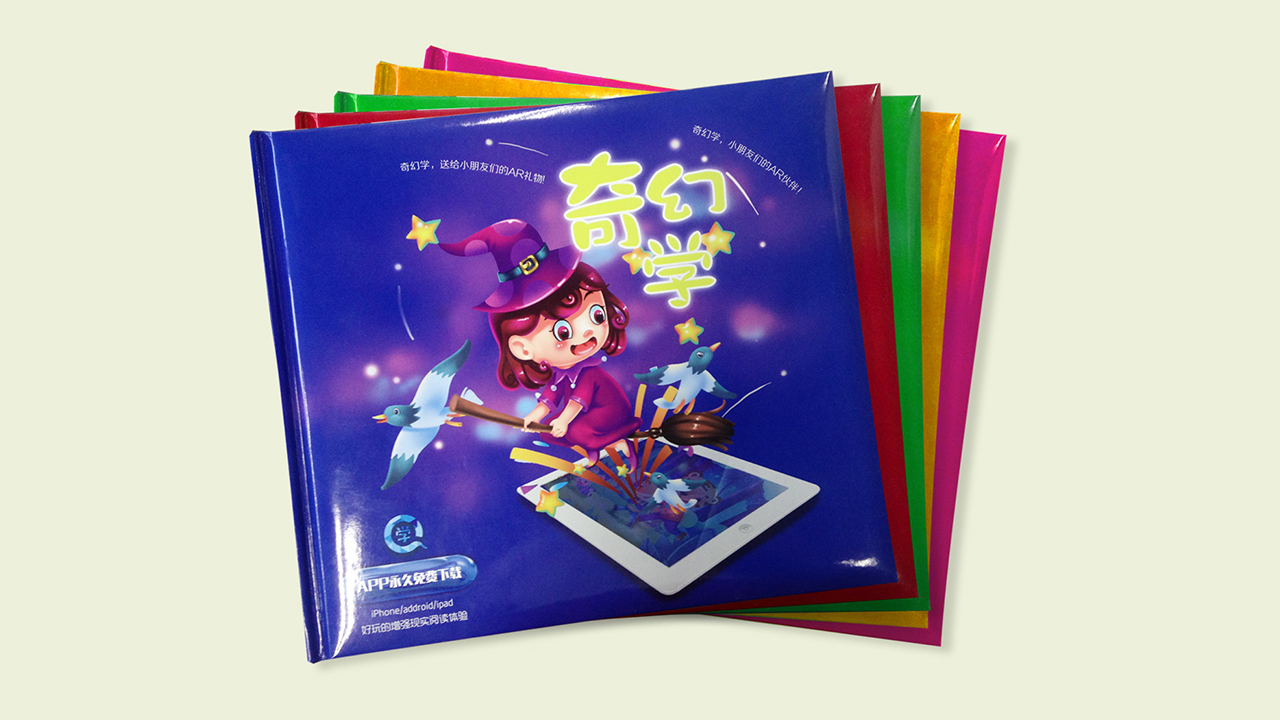 奇幻学，送给小朋友们的AR礼物!
奇幻学，小朋友们的AR伙伴!
奇幻
学
学
APP永久免费下载
iPhone/addroid/ipad
好玩的增强现实阅读体验